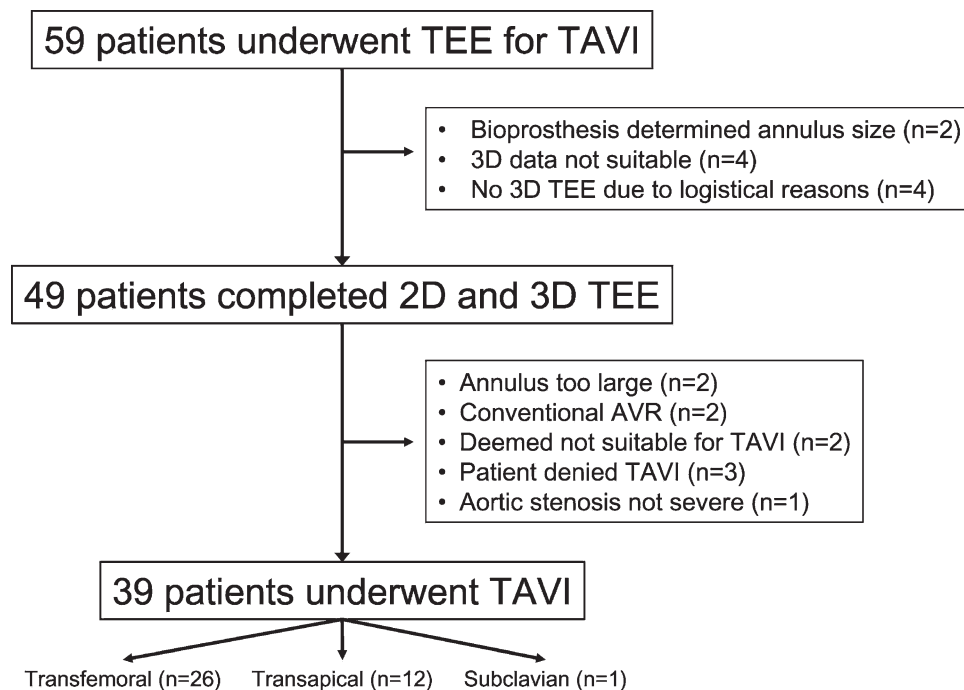 59 patients underwent TEE for TAVI
• Bioprosthesis determined annulus size (n=2)
• 3D data not suitable (n=4)
• No 3D TEE due to logistical reasons (n=4)
49 patients completed 2D and 3D TEE
• Annulus too large (n=2)
• Conventional AVR (n=2)
• Deemed not suitable for TAVI (n=2)
• Patient denied TAVI (n=3)
• Aortic stenosis not severe (n=1)
39 patients underwent TAVI
Transfemoral (n=26) Transapical (n=12) Subclavian (n=1)